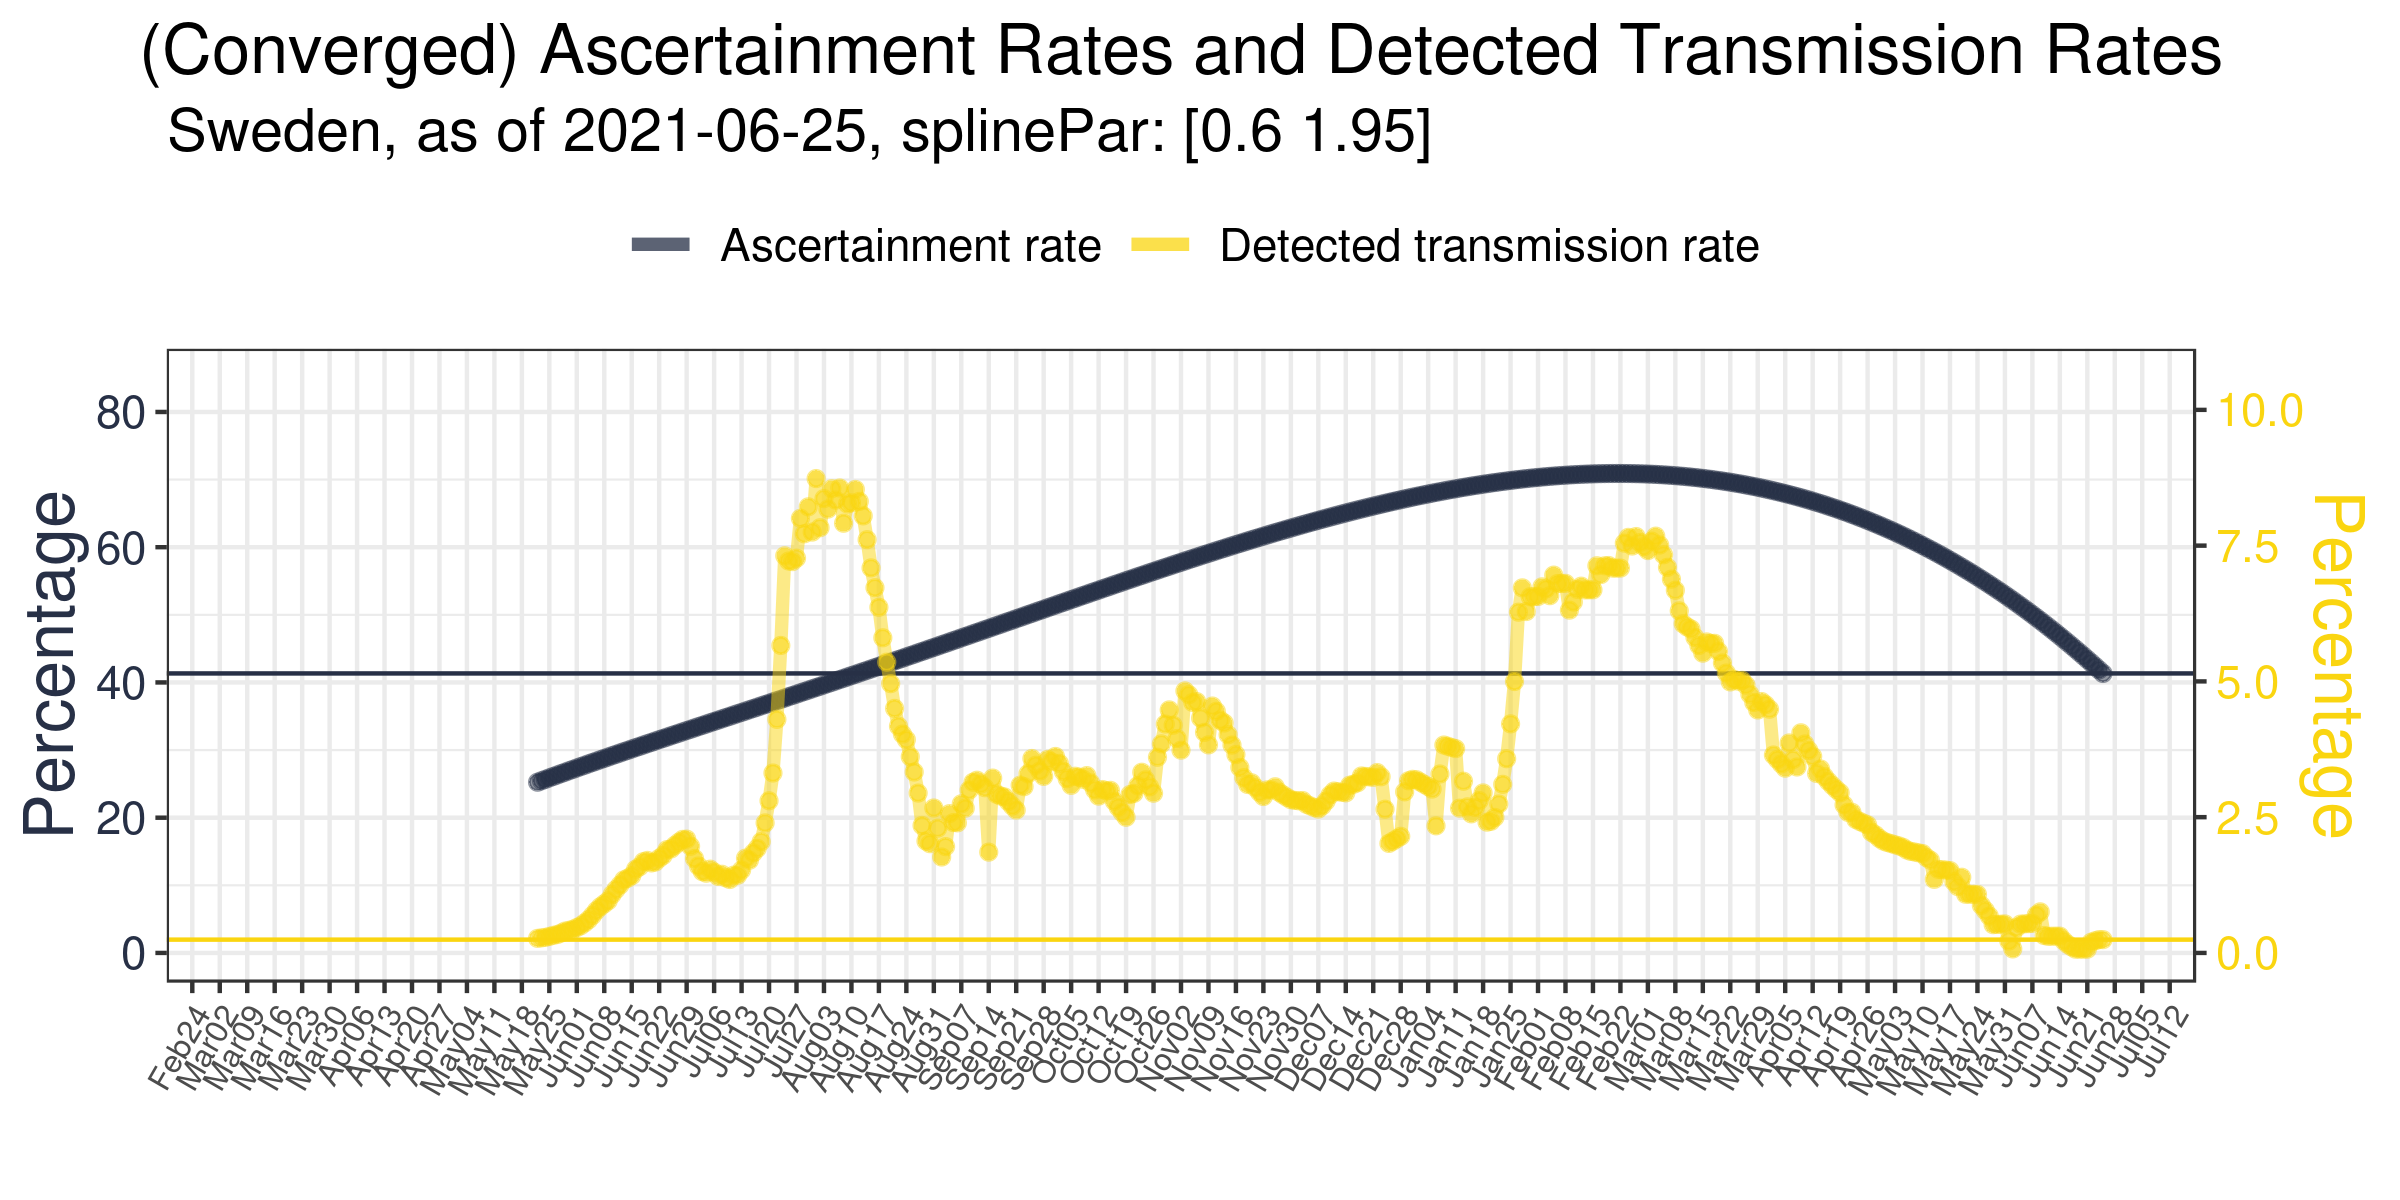 (Converged) Ascertainment Rates and Detected Transmission Rates
Sweden, as of 2021-06-25, splinePar: [0.6 1.95]
Ascertainment rate
Detected transmission rate
Percentage
80
60
40
20
0
10.0
7.5
5.0
2.5
0.0
Percentage
Feb24
Mar02
Mar09
Mar16
Mar23
Mar30
Apr06
Apr13
Apr20
Apr27
May04
May11
May18
May25
Jun01
Jun08
Jun15
Jun22
Jun29
Jul06
Jul13
Jul20
Jul27
Aug03
Aug10
Aug17
Aug24
Aug31
Sep07
Sep14
Sep21
Sep28
Oct05
Oct12
Oct19
Oct26
Nov02
Nov09
Nov16
Nov23
Nov30
Dec07
Dec14
Dec21
Dec28
Jan04
Jan11
Jan18
Jan25
Feb01
Feb08
Feb15
Feb22
Mar01
Mar08
Mar15
Mar22
Mar29
Apr05
Apr12
Apr19
Apr26
May03
May10
May17
May24
May31
Jun07
Jun14
Jun21
Jun28
Jul05
Jul12